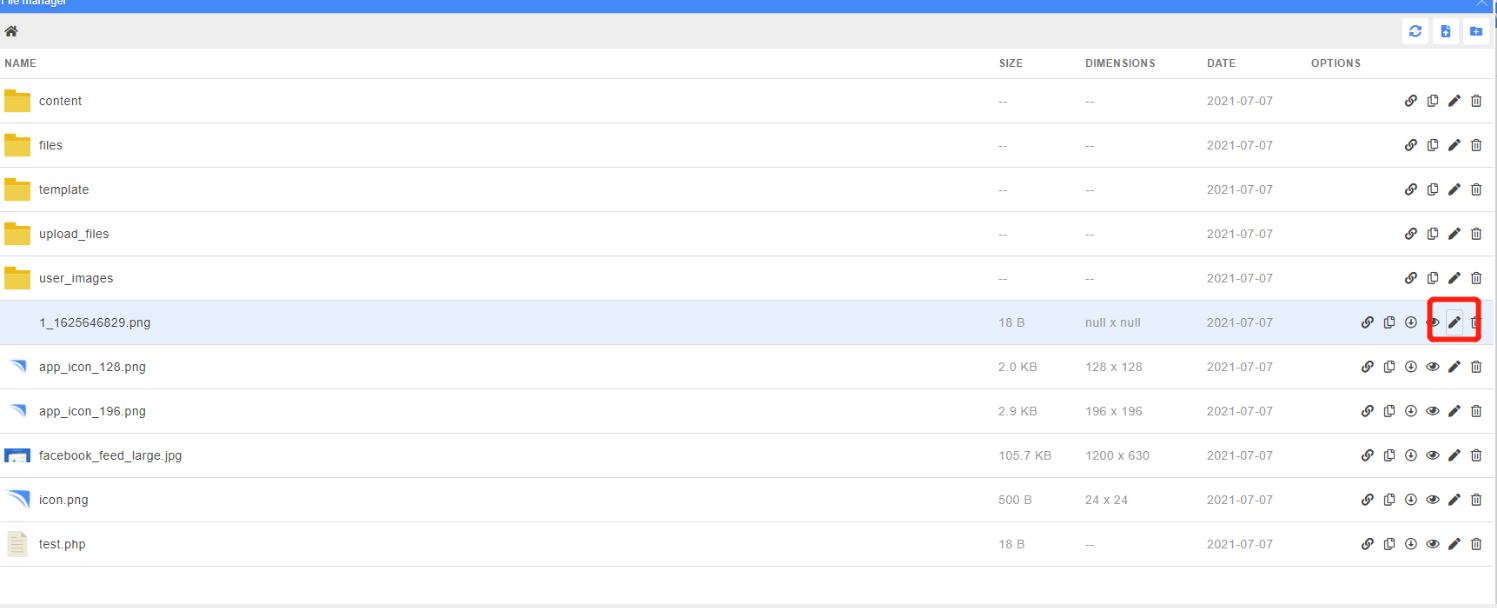 File manager
NAME SIZE DIMENSIONS DATE OPTIONS
content -- -- 2021-07-07
files -- -- 2021-07-07
template -- -- 2021-07-07
upload_files -- -- 2021-07-07
user_images -- -- 2021-07-07
1_1625646829.png 18 B null x null 2021-07-07
app_icon_128.png 2.0 KB 128 x 128 2021-07-07
app_icon_196.png 2.9 KB 196 x 196 2021-07-07
facebook_feed_large.jpg 105.7 KB 1200 x 630 2021-07-07
icon.png 500 B 24 x 24 2021-07-07
test.php 18 B -- 2021-07-07